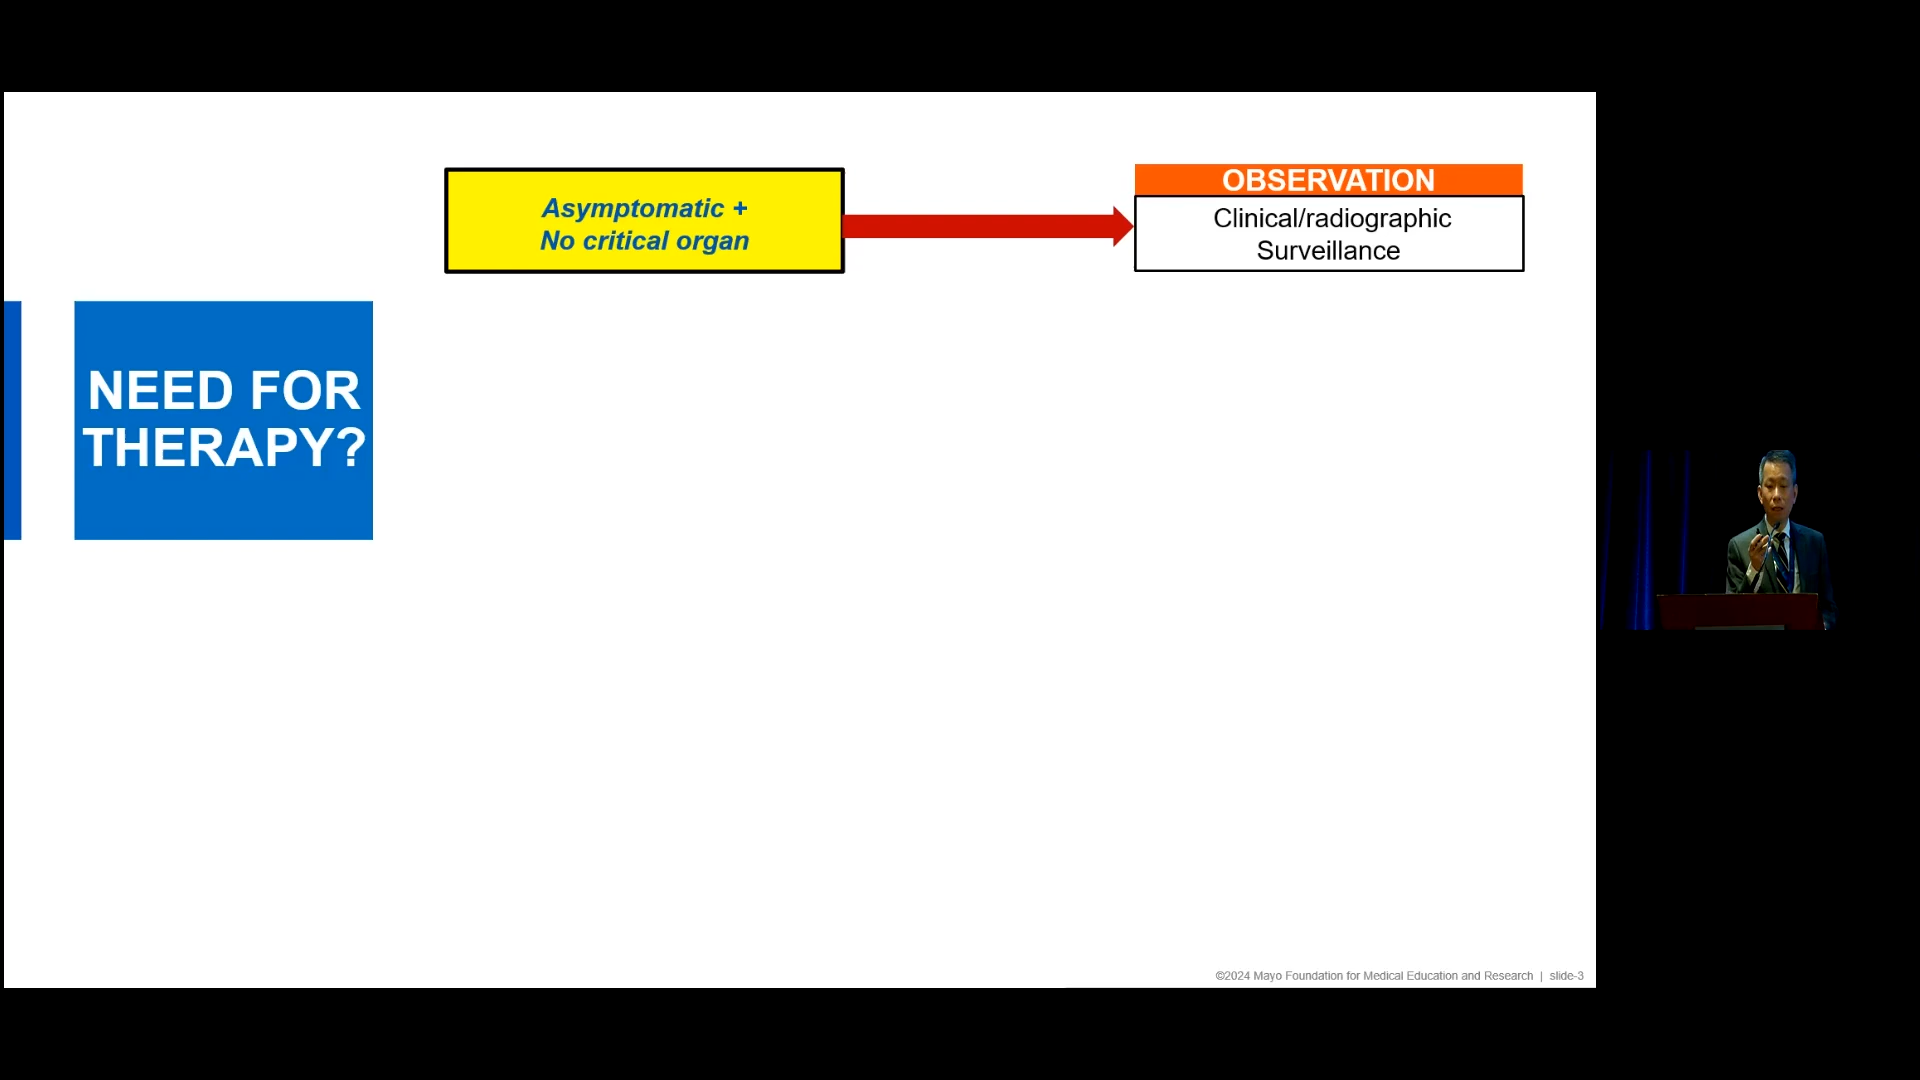 Asymptomatic +
No critical organ
OBSERVATION
Clinical/radiographic
Surveillance
NEED FOR
THERAPY?
©2024 Mayo Foundation for Medical Education and Research | slide-3